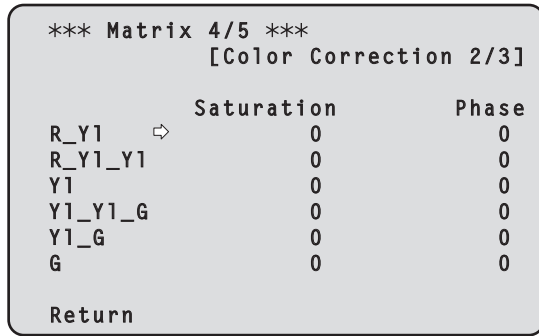 *** Matrix 4/5 ***
[Color Correction 2/3]
Saturation Phase
R_Yl ⇨ 0 0
R_Yl_Yl 0 0
Yl 0 0
Yl_Yl_G 0 0
Yl_G 0 0
G 0 0
Return